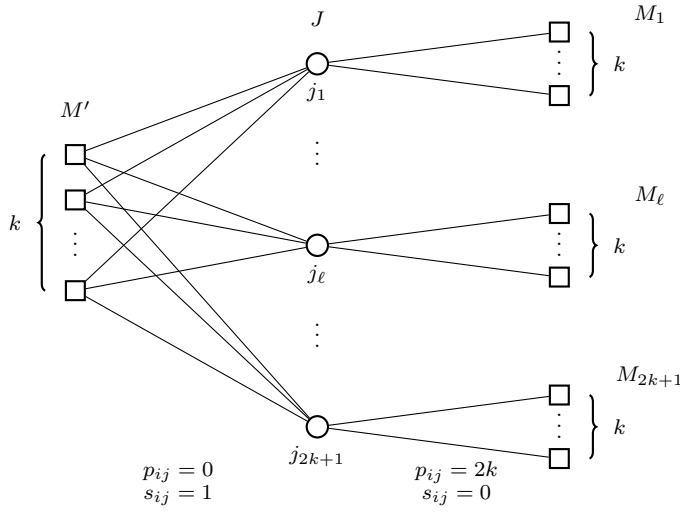 J
M_1
k
j_1
M'
k
M_ℓ
k
j_ℓ
M_{2k+1}
k
j_{2k+1}
p_{ij} = 0
s_{ij} = 1
p_{ij} = 2k
s_{ij} = 0